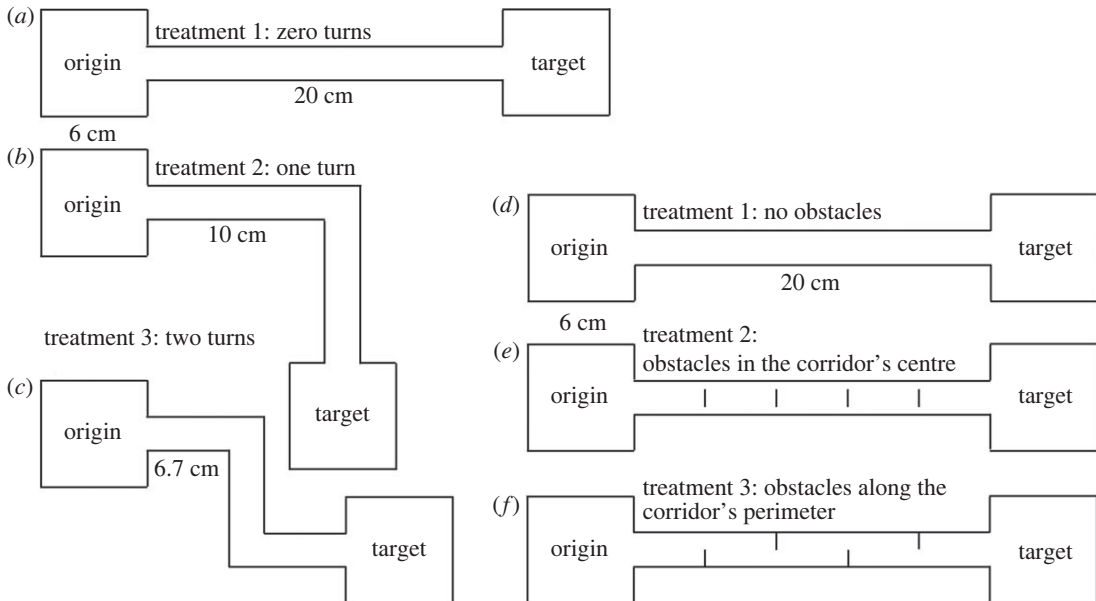 (a)
treatment 1: zero turns
origin
target
20 cm
6 cm
(b)
treatment 2: one turn
origin
10 cm
target
treatment 3: two turns
(c)
origin
6.7 cm
target
(d)
treatment 1: no obstacles
origin
target
20 cm
6 cm
(e)
treatment 2:
obstacles in the corridor’s centre
origin
target
(f)
treatment 3: obstacles along the
corridor’s perimeter
origin
target